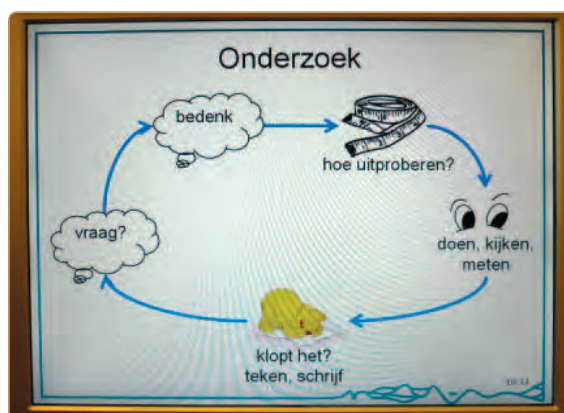 Onderzoek
bedenk
hoe uitproberen?
vraag?
doen, kijken,
meten
klopt het?
teken, schrijf